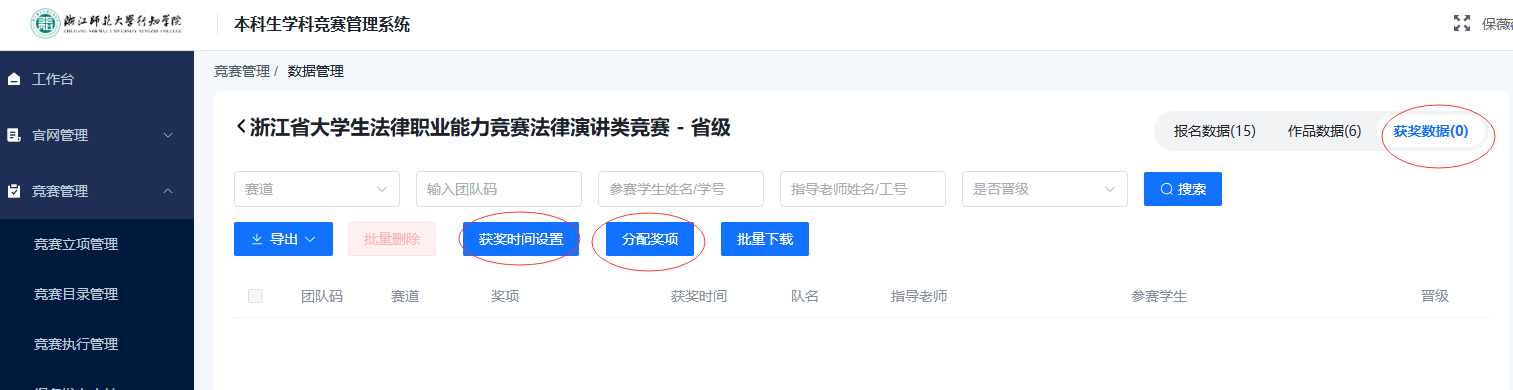 浙江师范大学行知学院
ZHEJIANG NORMAL UNIVERSITY XINGZHI COLLEGE
本科生学科竞赛管理系统
工作台
官网管理
竞赛管理
竞赛立项管理
竞赛目录管理
竞赛执行管理
竞赛管理 / 数据管理
浙江省大学生法律职业能力竞赛法律演讲类竞赛 - 省级
报名数据(15) 作品数据(6) 获奖数据(0)
赛道 输入团队码 参赛学生姓名/学号 指导老师姓名/工号 是否晋级 搜索
导出 批量删除 获奖时间设置 分配奖项 批量下载
团队码 赛道 奖项 获奖时间 队名 指导老师 参赛学生 晋级